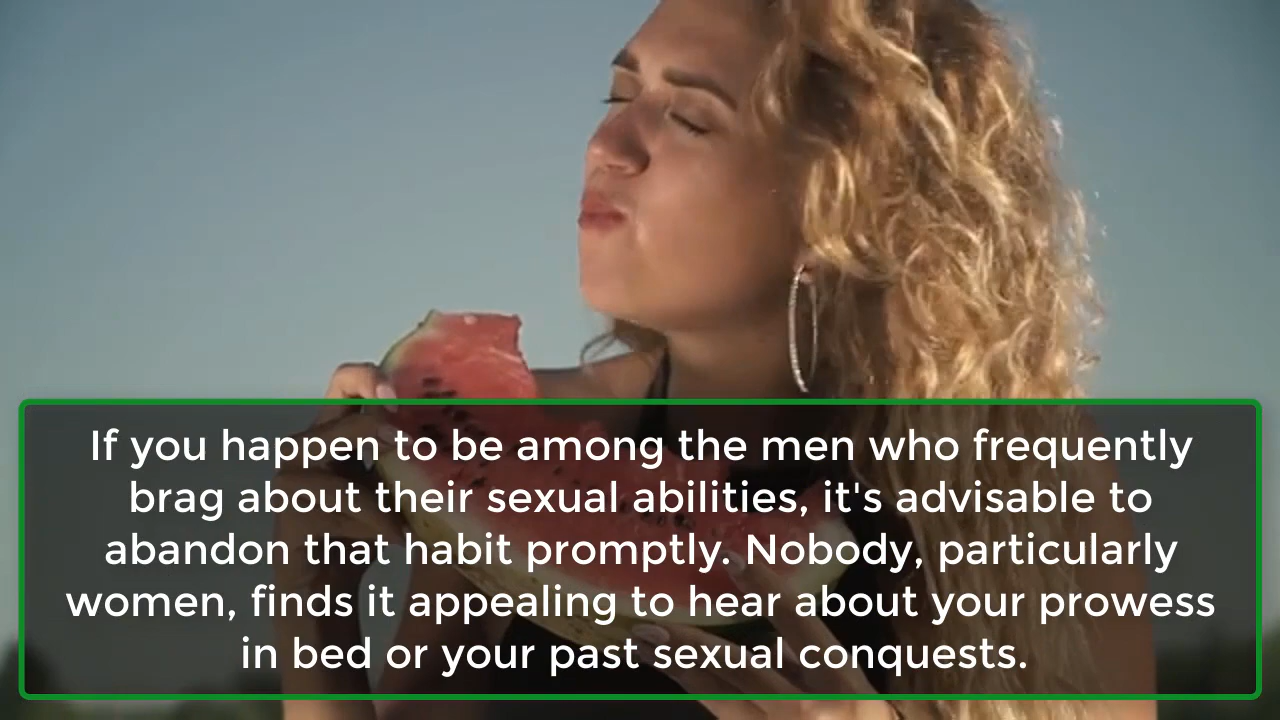 If you happen to be among the men who frequently
brag about their sexual abilities, it's advisable to
abandon that habit promptly. Nobody, particularly
women, finds it appealing to hear about your prowess
in bed or your past sexual conquests.